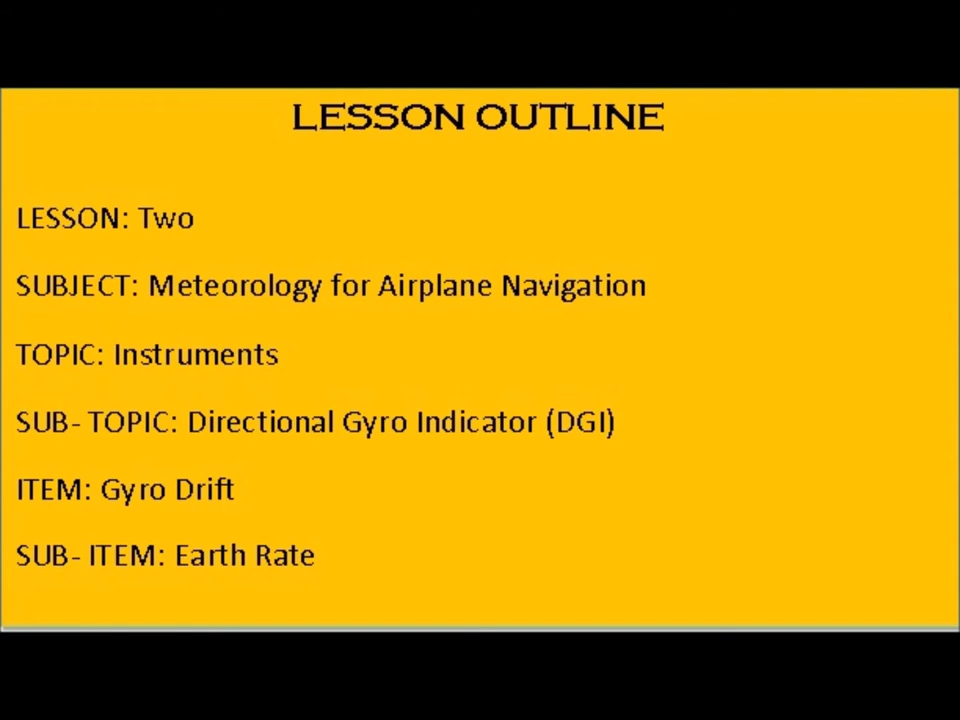 LESSON OUTLINE
LESSON: Two
SUBJECT: Meteorology for Airplane Navigation
TOPIC: Instruments
SUB- TOPIC: Directional Gyro Indicator (DGI)
ITEM: Gyro Drift
SUB- ITEM: Earth Rate